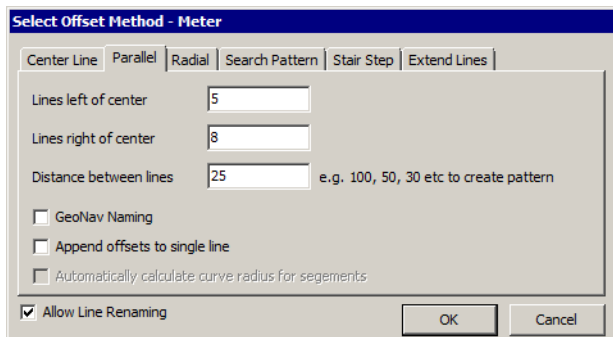 Select Offset Method - Meter
Center Line Parallel Radial Search Pattern Stair Step Extend Lines
Lines left of center 5
Lines right of center 8
Distance between lines 25 e.g. 100, 50, 30 etc to create pattern
GeoNav Naming
Append offsets to single line
Automatically calculate curve radius for segements
Allow Line Renaming OK Cancel